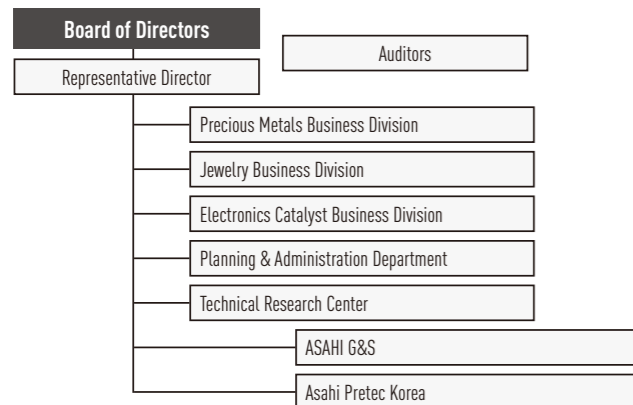 Board of Directors
Auditors
Representative Director
Precious Metals Business Division
Jewelry Business Division
Electronics Catalyst Business Division
Planning & Administration Department
Technical Research Center
ASAHI G&S
Asahi Pretec Korea